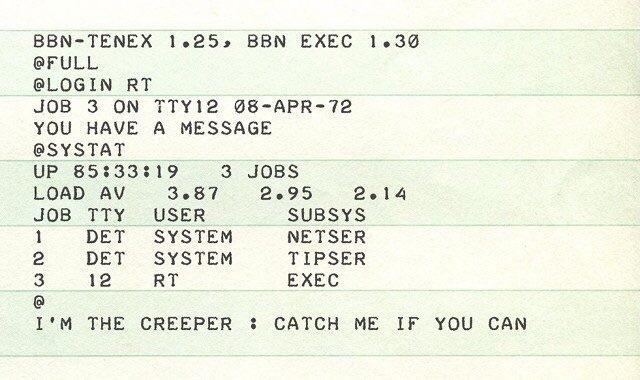 BBN-TENEX 1.25, BBN EXEC 1.30
@FULL
@LOGIN RT
JOB 3 ON TTY12 08-APR-72
YOU HAVE A MESSAGE
@SYSTAT
UP 85:33:19   3 JOBS
LOAD AV   3.87   2.95   2.14
JOB TTY  USER      SUBSYS
1   DET  SYSTEM    NETSER
2   DET  SYSTEM    TIPSER
3   12   RT        EXEC
@
I'M THE CREEPER : CATCH ME IF YOU CAN